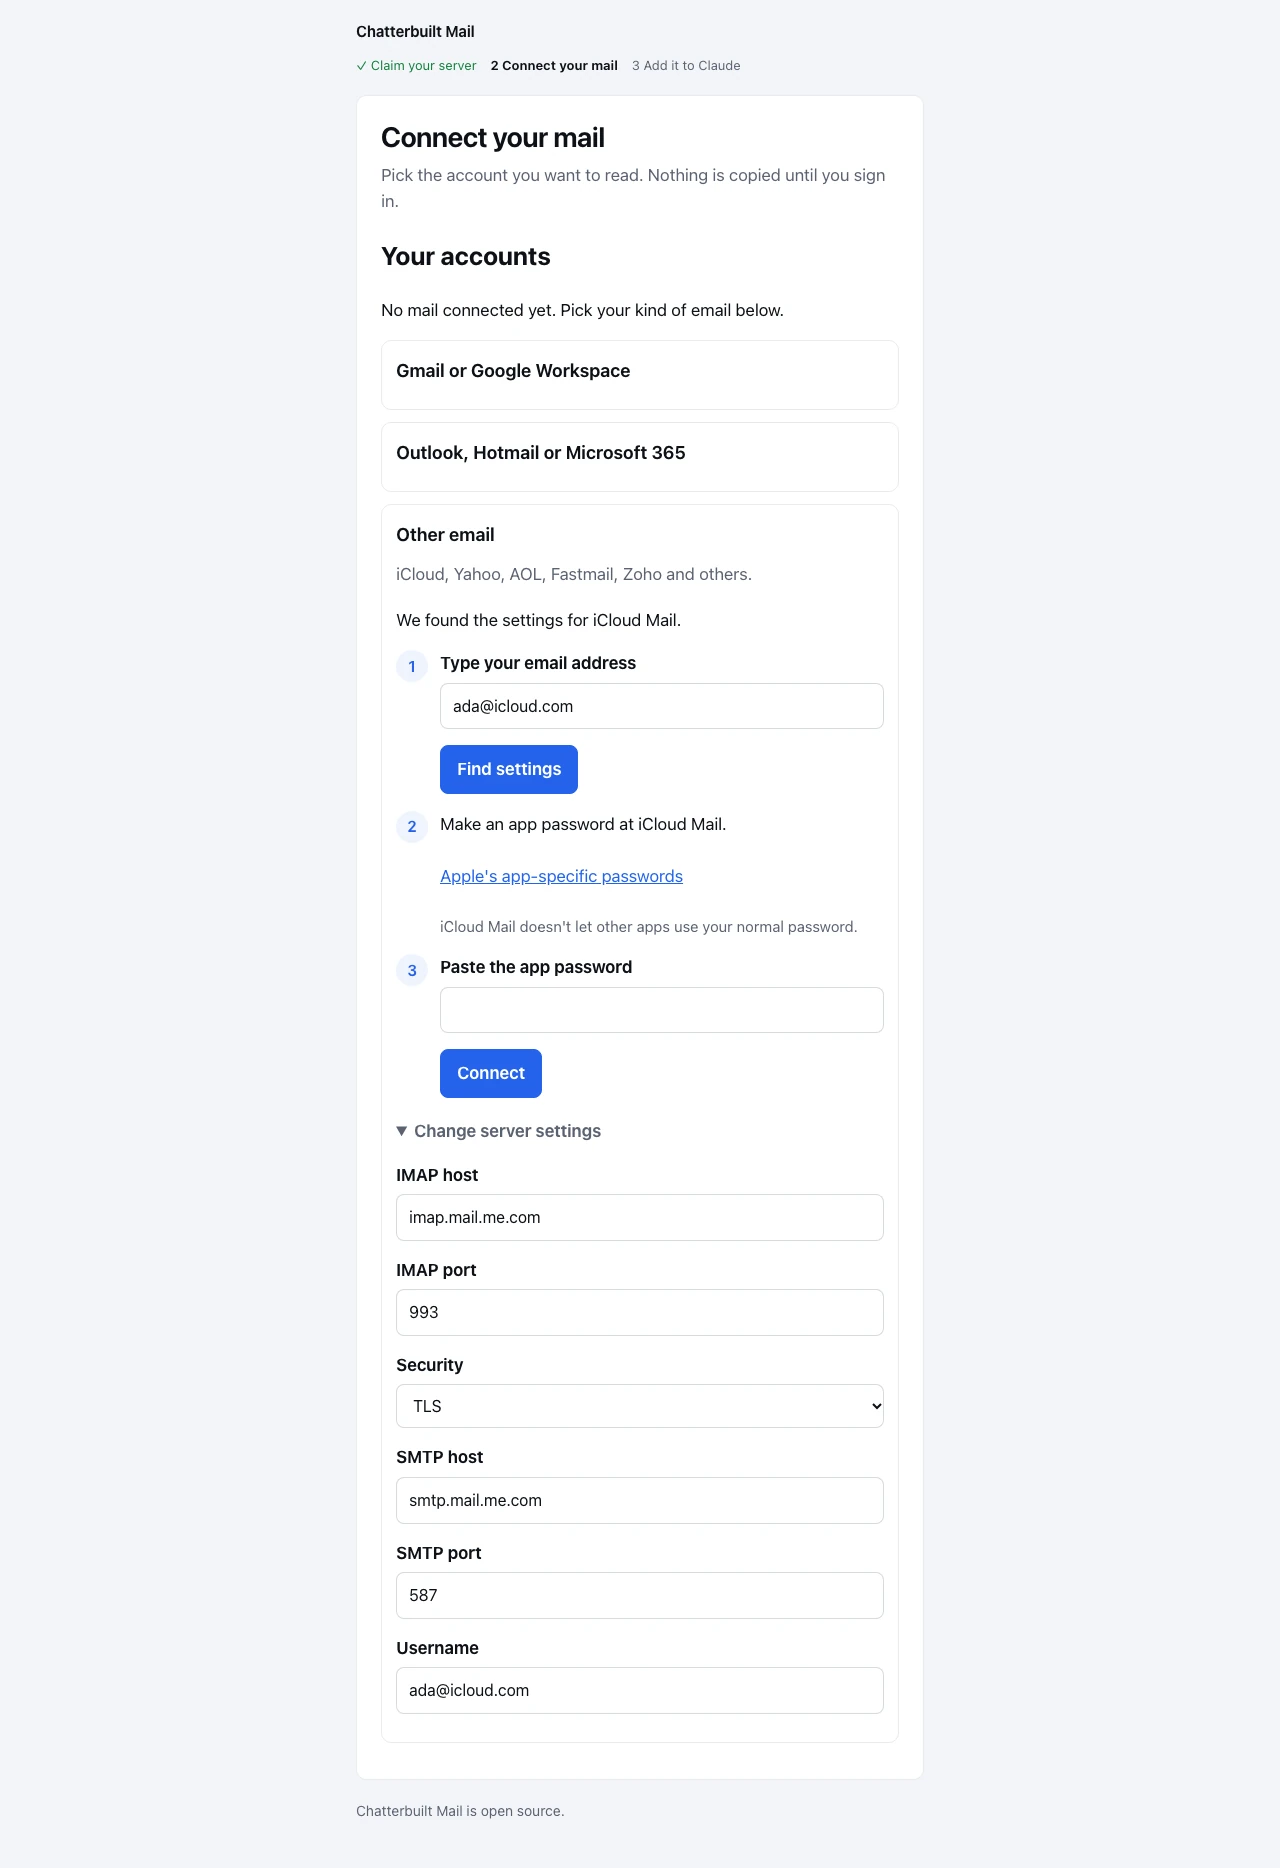 Chatterbuilt Mail
✓ Claim your server 2 Connect your mail 3 Add it to Claude
Connect your mail
Pick the account you want to read. Nothing is copied until you sign
in.
Your accounts
No mail connected yet. Pick your kind of email below.
Gmail or Google Workspace
Outlook, Hotmail or Microsoft 365
Other email
iCloud, Yahoo, AOL, Fastmail, Zoho and others.
We found the settings for iCloud Mail.
1 Type your email address
ada@icloud.com
Find settings
2 Make an app password at iCloud Mail.
Apple's app-specific passwords
iCloud Mail doesn't let other apps use your normal password.
3 Paste the app password
Connect
▼ Change server settings
IMAP host
imap.mail.me.com
IMAP port
993
Security
TLS
SMTP host
smtp.mail.me.com
SMTP port
587
Username
ada@icloud.com
Chatterbuilt Mail is open source.